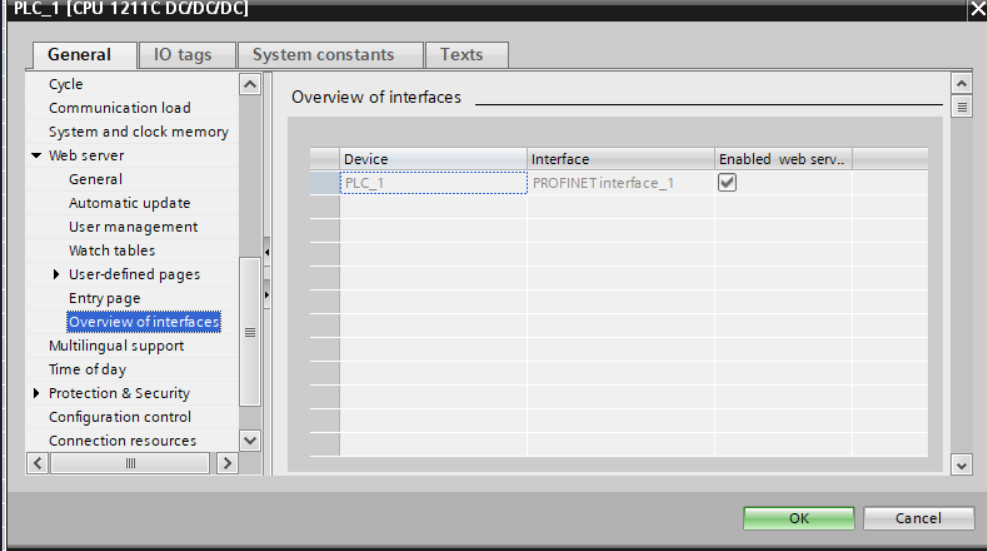 PLC_1 [CPU 1211C DC/DC/DC]
General IO tags System constants Texts
Cycle
Communication load
System and clock memory
Web server
General
Automatic update
User management
Watch tables
User-defined pages
Entry page
Overview of interfaces
Multilingual support
Time of day
Protection & Security
Configuration control
Connection resources
Overview of interfaces
Device Interface Enabled web serv..
PLC_1 PROFINET interface_1
OK Cancel